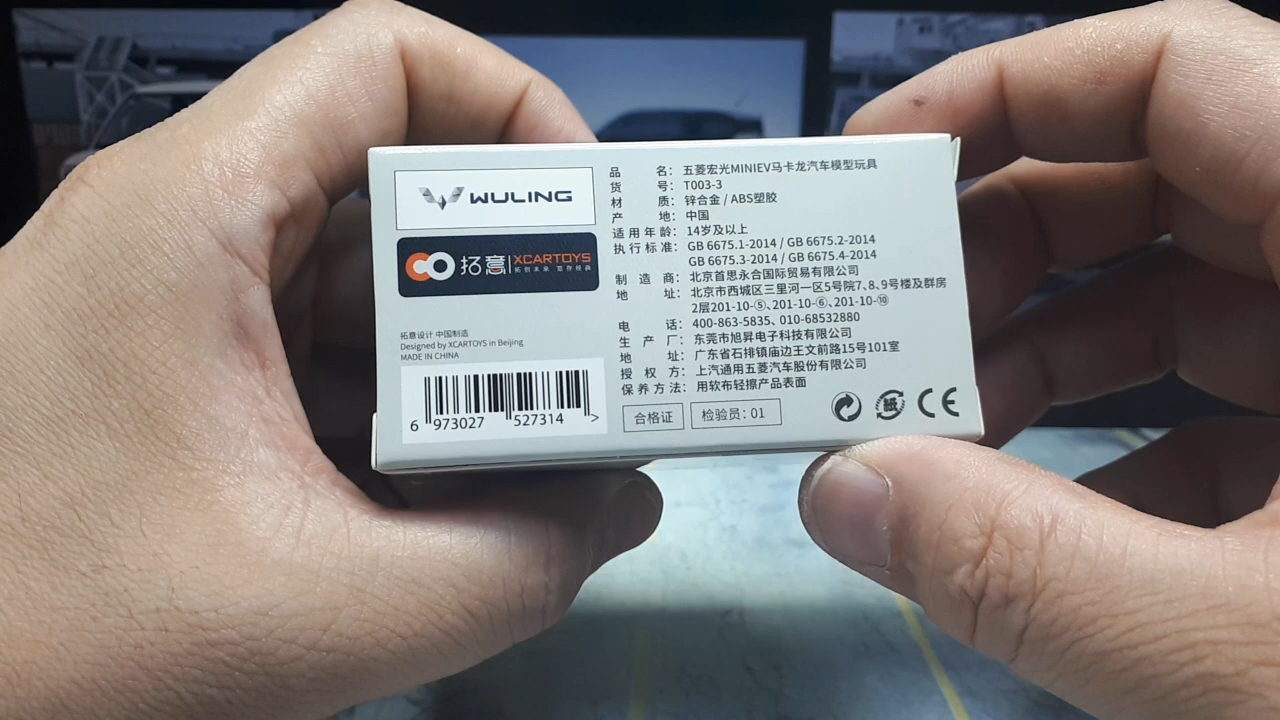 WULING
拓意 XCARTOYS
拓创未来 意存经典
拓意设计 中国制造
Designed by XCARTOYS in Beijing
MADE IN CHINA
6 973027 527314 >
品名：五菱宏光MINIEV马卡龙汽车模型玩具
货号：T003-3
材质：锌合金 / ABS塑胶
产地：中国
适用年龄：14岁及以上
执行标准：GB 6675.1-2014 / GB 6675.2-2014
GB 6675.3-2014 / GB 6675.4-2014
制造商：北京首思永合国际贸易有限公司
地址：北京市西城区三里河一区5号院7、8、9号楼及群房
2层201-10-⑤、201-10-⑥、201-10-⑩
电话：400-863-5835、010-68532880
生产厂：东莞市旭昇电子科技有限公司
地址：广东省石排镇庙边王文前路15号101室
授权方：上汽通用五菱汽车股份有限公司
保养方法：用软布轻擦产品表面
合格证 检验员：01
紙 CE